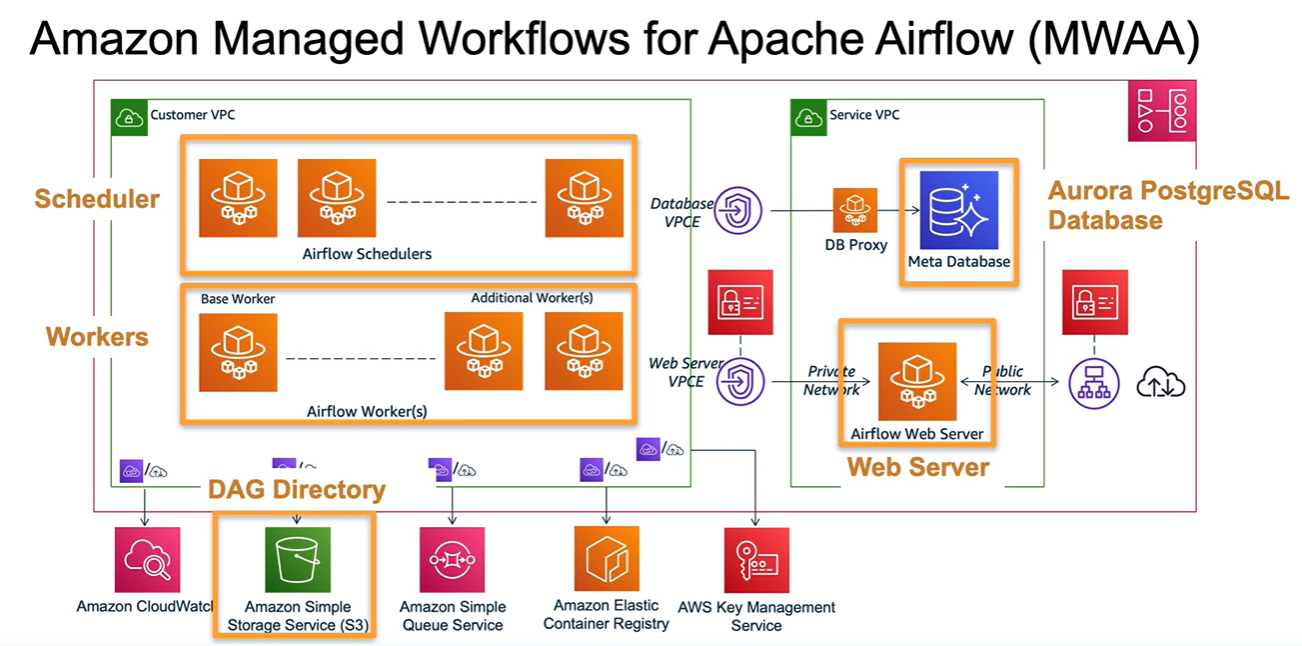 Amazon Managed Workflows for Apache Airflow (MWAA)
Customer VPC
Service VPC
Scheduler
Airflow Schedulers
Database
VPCE
DB Proxy
Meta Database
Aurora PostgreSQL
Database
Workers
Base Worker
Additional Worker(s)
Airflow Worker(s)
Web Server
VPCE
Private
Network
Public
Network
Airflow Web Server
Web Server
/
/
/
/
/
DAG Directory
Amazon CloudWatch
Amazon Simple
Storage Service (S3)
Amazon Simple
Queue Service
Amazon Elastic
Container Registry
AWS Key Management
Service